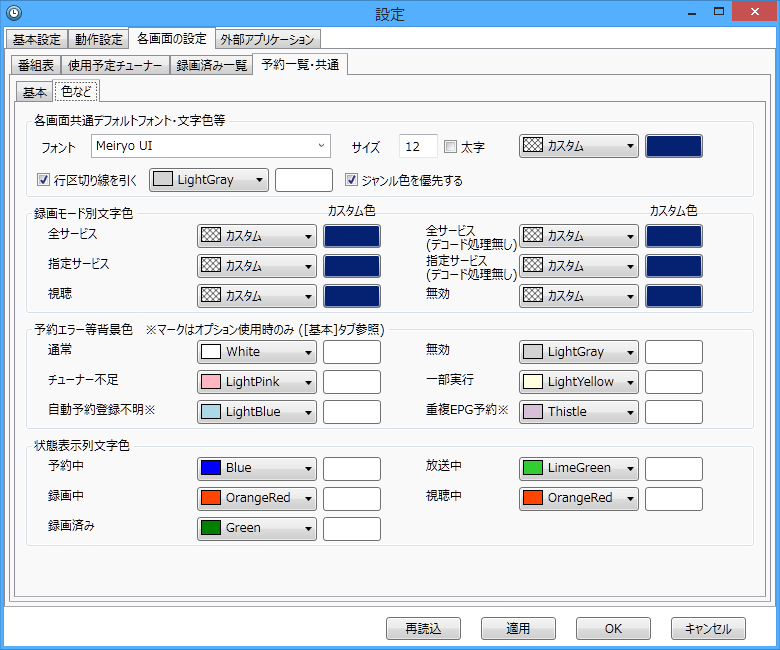 設定
基本設定 動作設定 各画面の設定 外部アプリケーション
番組表 使用予定チューナー 録画済み一覧 予約一覧・共通
基本 色など
各画面共通デフォルトフォント・文字色等
フォント Meiryo UI サイズ 12 太字 カスタム
行区切り線を引く LightGray ジャンル色を優先する
録画モード別文字色 カスタム色 カスタム色
全サービス カスタム 全サービス
(デコード処理無し) カスタム
指定サービス カスタム 指定サービス
(デコード処理無し) カスタム
視聴 カスタム 無効 カスタム
予約エラー等背景色 ※マークはオプション使用時のみ ([基本]タブ参照)
通常 White 無効 LightGray
チューナー不足 LightPink 一部実行 LightYellow
自動予約登録不明※ LightBlue 重複EPG予約※ Thistle
状態表示列文字色
予約中 Blue 放送中 LimeGreen
録画中 OrangeRed 視聴中 OrangeRed
録画済み Green
再読込 適用 OK キャンセル